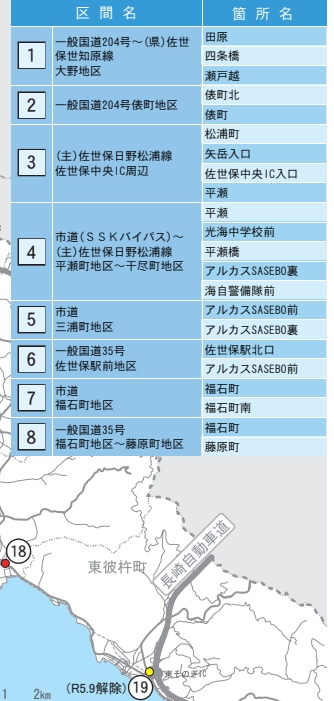 区間名 箇所名
1 一般国道204号～(県)佐世
保世知原線
大野地区
田原
四条橋
瀬戸越
2 一般国道204号俵町地区
俵町北
俵町
3 (主)佐世保日野松浦線
佐世保中央IC周辺
松浦町
矢岳入口
佐世保中央IC入口
平瀬
4 市道(ＳＳＫバイパス)～
(主)佐世保日野松浦線
平瀬町地区～干尽町地区
平瀬
光海中学校前
平瀬橋
アルカスSASEBO裏
海自警備隊前
5 市道
三浦町地区
アルカスSASEBO前
アルカスSASEBO裏
6 一般国道35号
佐世保駅前地区
佐世保駅北口
アルカスSASEBO前
7 市道
福石町地区
福石町
福石町南
8 一般国道35号
福石町地区～藤原町地区
福石町
藤原町
18
東彼杵町
長崎自動車道
東そのぎIC
(R5.9解除) 19
1 2km